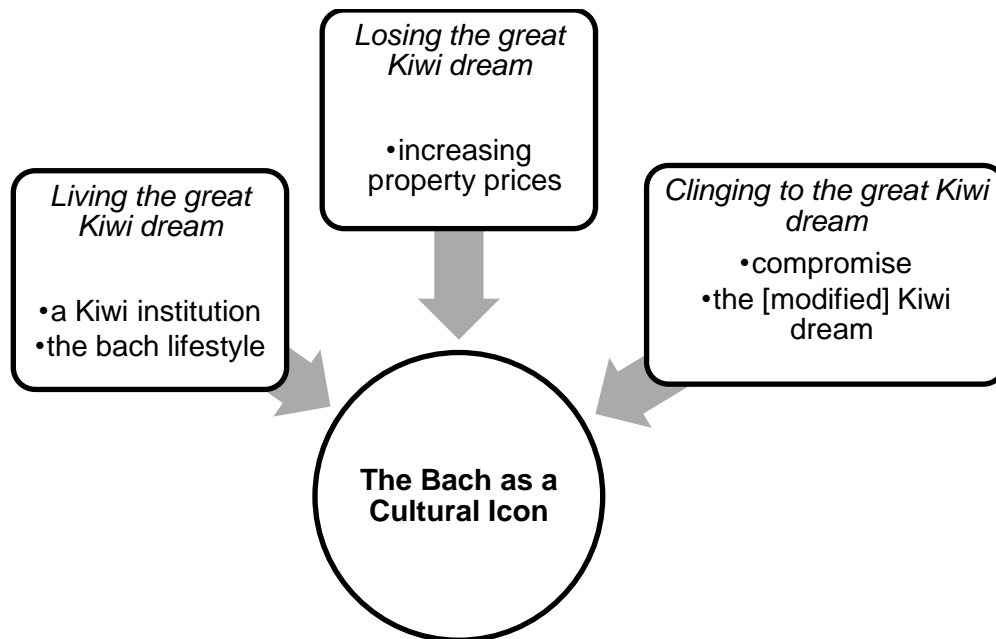 Living the great
Kiwi dream
•a Kiwi institution
•the bach lifestyle
Losing the great
Kiwi dream
•increasing
property prices
Clinging to the great Kiwi
dream
•compromise
•the [modified] Kiwi
dream
The Bach as a
Cultural Icon